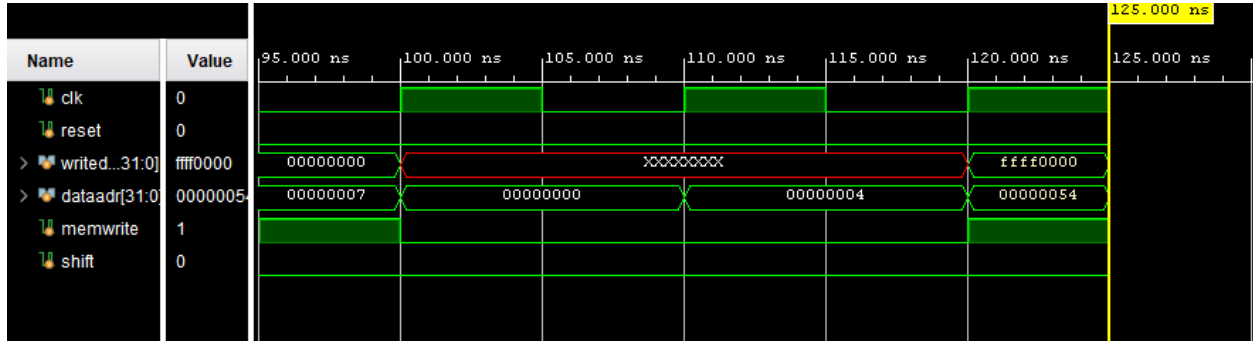 125.000 ns
Name Value 95.000 ns 100.000 ns 105.000 ns 110.000 ns 115.000 ns 120.000 ns 125.000 ns
clk 0
reset 0
writed...31:0] ffff0000 00000000 XXXXXXXX ffff0000
dataadr[31:0] 00000054 00000007 00000000 00000004 00000054
memwrite 1
shift 0